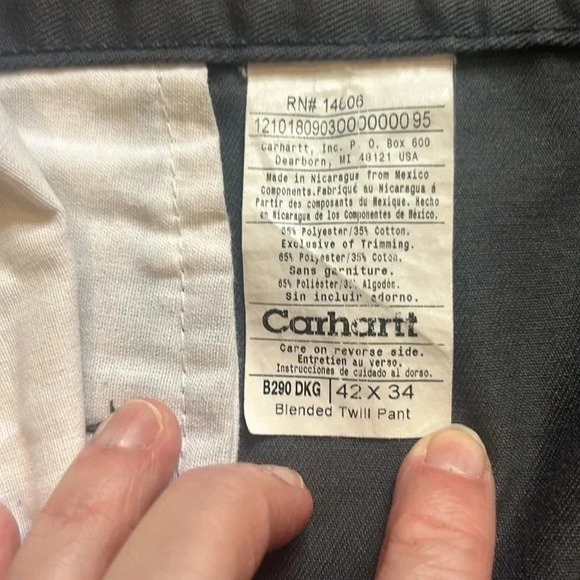 RN# 14806
12101809030000000095
Carhartt, Inc. P. O. Box 600
Dearborn, MI 48121 USA
Made in Nicaragua from Mexico
Components.Fabriqué au Nicaragua á
Partir des composants du Mexique. Hecho
en Nicaragua de los Componentes de México.
65% Polyester/35% Cotton.
Exclusive of Trimming.
65% Polyester/35% Coton.
Sans garniture.
65% Poliéster/35% Algodón.
Sin incluir adorno.
Carhartt
Care on reverse side.
Entretien au verso.
Instrucciones de cuidado al dorso.
B290 DKG 42 X 34
Blended Twill Pant